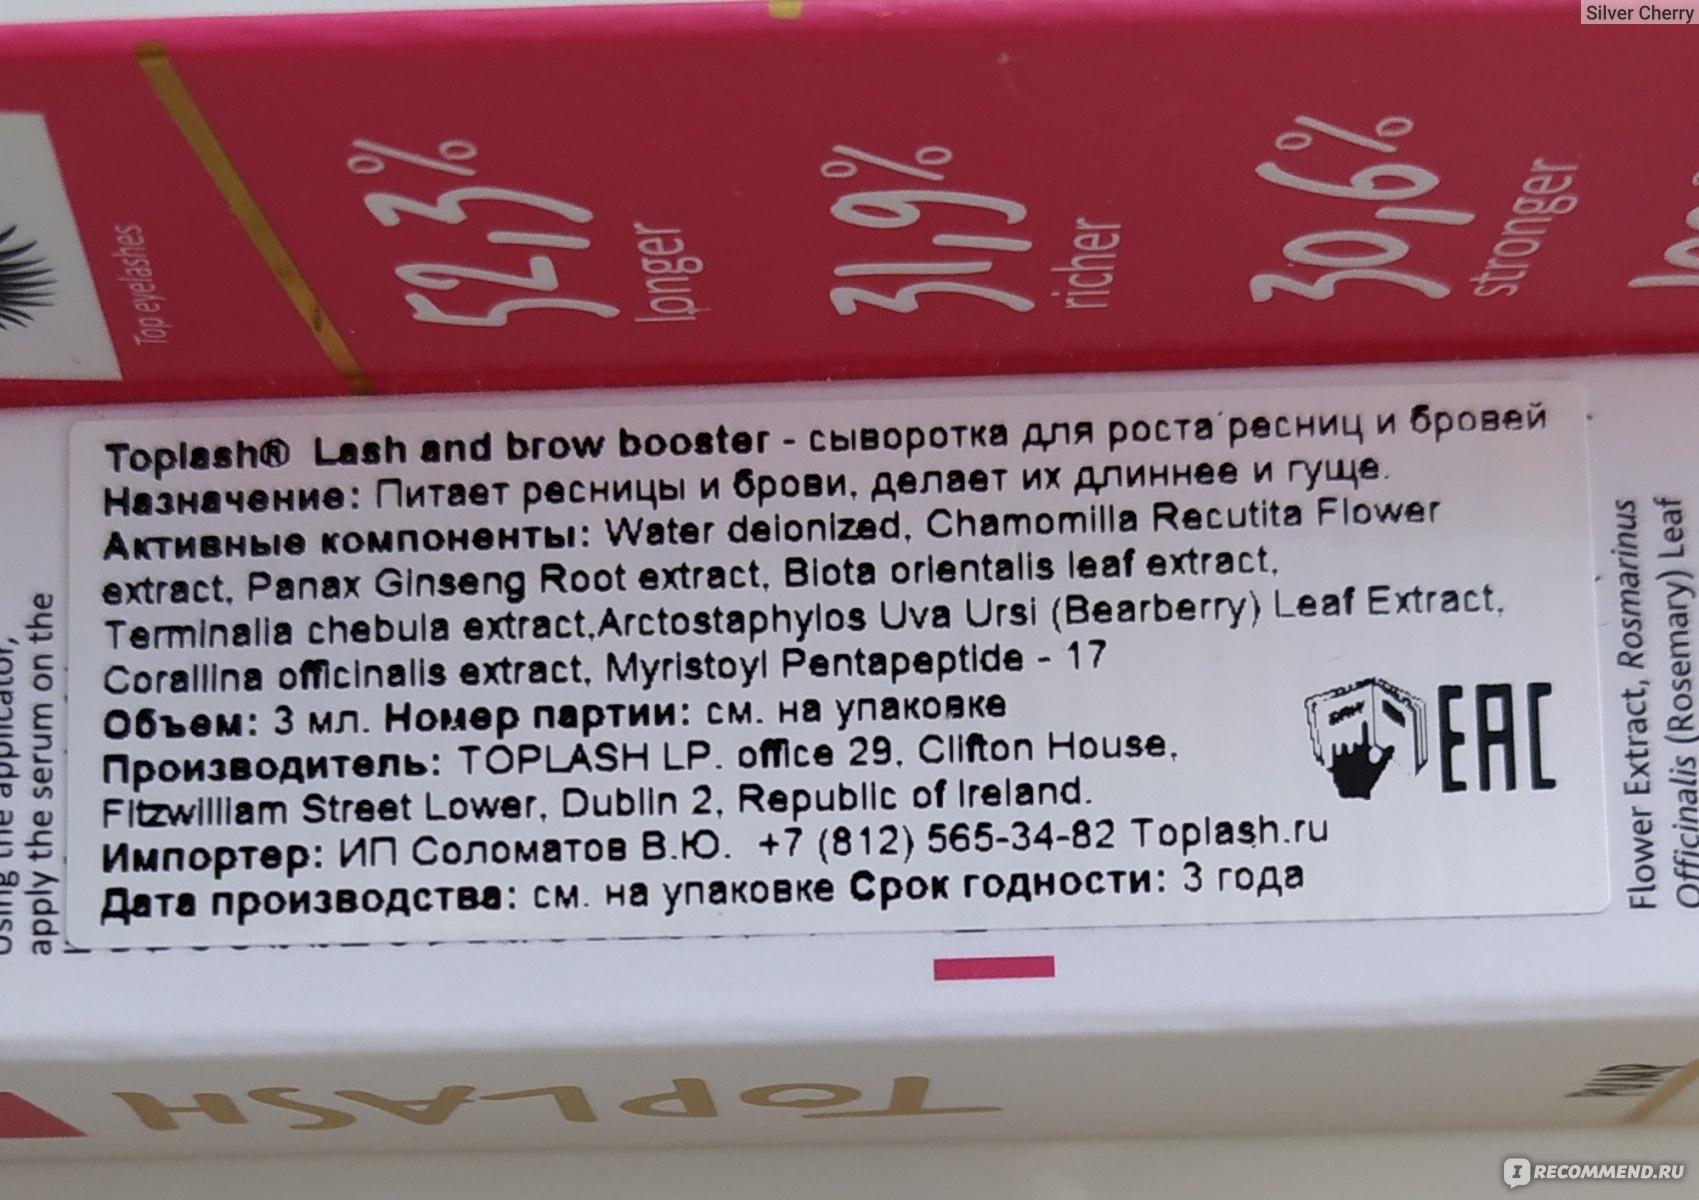 Silver Cherry
Top eyelashes
52,3%
longer
31,9%
richer
30,6%
stronger
Toplash® Lash and brow booster - сыворотка для роста ресниц и бровей
Назначение: Питает ресницы и брови, делает их длиннее и гуще.
Активные компоненты: Water deionized, Chamomilla Recutita Flower
extract, Panax Ginseng Root extract, Biota orientalis leaf extract,
Terminalia chebula extract,Arctostaphylos Uva Ursi (Bearberry) Leaf Extract,
Corallina officinalis extract, Myristoyl Pentapeptide - 17
Объем: 3 мл. Номер партии: см. на упаковке
Производитель: TOPLASH LP. office 29, Clifton House,
Fitzwilliam Street Lower, Dublin 2, Republic of Ireland.
Импортер: ИП Соломатов В.Ю. +7 (812) 565-34-82 Toplash.ru
Дата производства: см. на упаковке Срок годности: 3 года
EAC
using the applicator,
apply the serum on the
Flower Extract, Rosmarinus
Officinalis (Rosemary) Leaf
TOPLASH
IRECOMMEND.RU